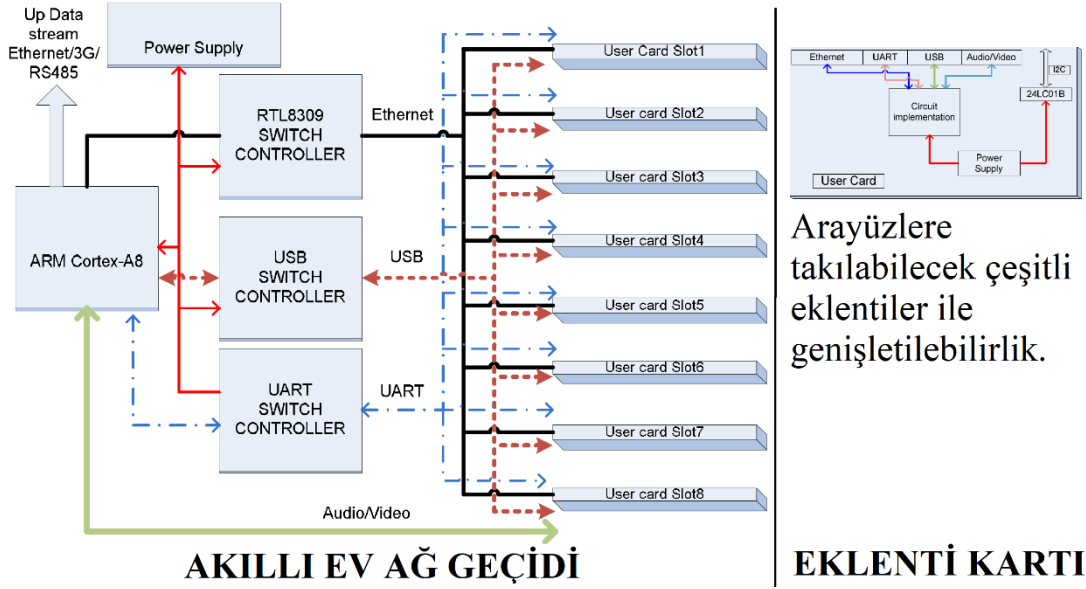 Up Data
stream
Ethernet/3G/
RS485
Power Supply
RTL8309
SWITCH
CONTROLLER
Ethernet
ARM Cortex-A8
USB
SWITCH
CONTROLLER
USB
UART
SWITCH
CONTROLLER
UART
Audio/Video
User Card Slot1
User card Slot2
User card Slot3
User card Slot4
User card Slot5
User card Slot6
User card Slot7
User card Slot8
AKILLI EV AĞ GEÇİDİ
Ethernet
UART
USB
Audio/Video
I2C
24LC01B
Circuit
implementation
Power
Supply
User Card
Arayüzlere
takılabilecek çeşitli
eklentiler ile
genişletilebilirlik.
EKLENTİ KARTI